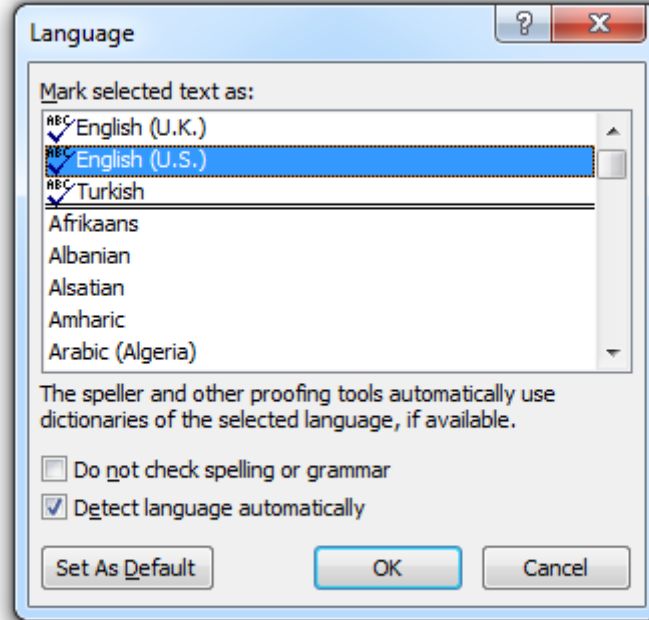 Language
?
X
Mark selected text as:
ABC English (U.K.)
ABC English (U.S.)
ABC Turkish
Afrikaans
Albanian
Alsatian
Amharic
Arabic (Algeria)
The speller and other proofing tools automatically use
dictionaries of the selected language, if available.
Do not check spelling or grammar
Detect language automatically
Set As Default OK Cancel